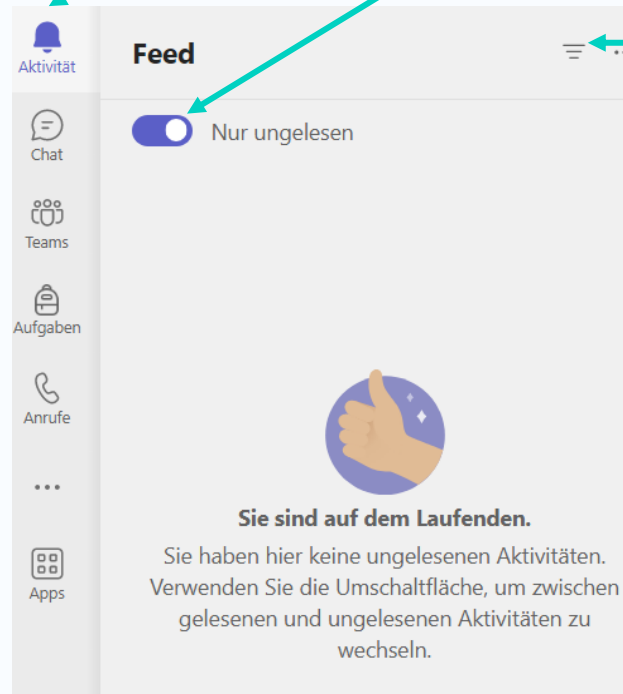 Aktivität
Chat
Teams
Aufgaben
Anrufe
Apps
Feed
Nur ungelesen
Sie sind auf dem Laufenden.
Sie haben hier keine ungelesenen Aktivitäten.
Verwenden Sie die Umschaltfläche, um zwischen
gelesenen und ungelesenen Aktivitäten zu
wechseln.